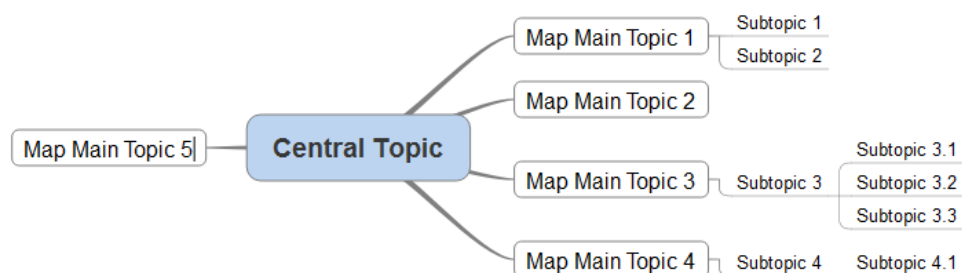 Map Main Topic 1
Subtopic 1
Subtopic 2
Map Main Topic 2
Central Topic
Map Main Topic 5
Map Main Topic 3
Subtopic 3
Subtopic 3.1
Subtopic 3.2
Subtopic 3.3
Map Main Topic 4
Subtopic 4
Subtopic 4.1